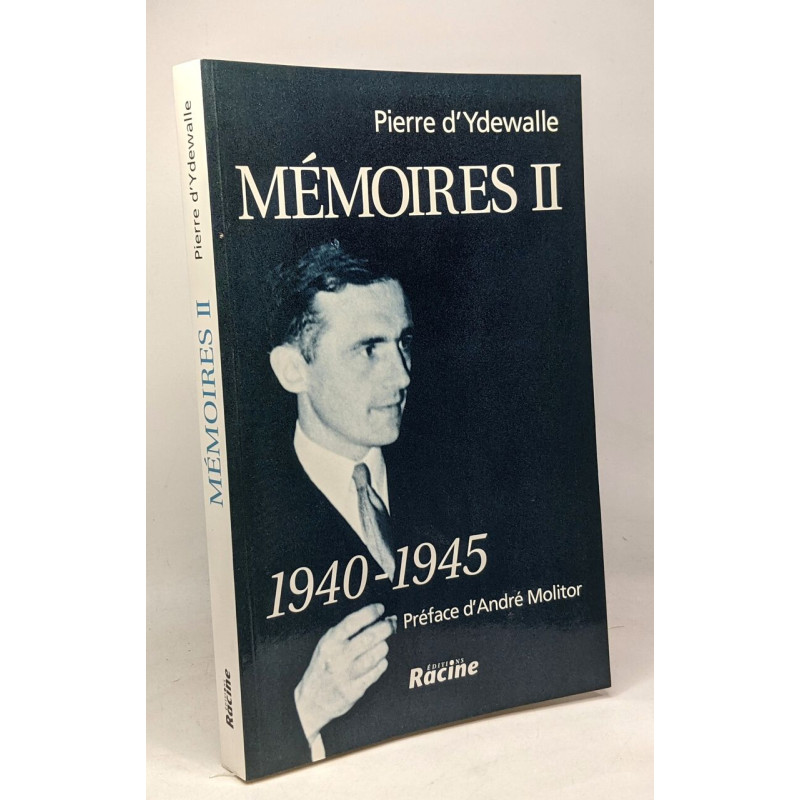 Pierre d'Ydewalle
MÉMOIRES II
1940-1945
Préface d'André Molitor
ÉDITIONS
Racine
Pierre d'Ydewalle
MÉMOIRES II
Racine